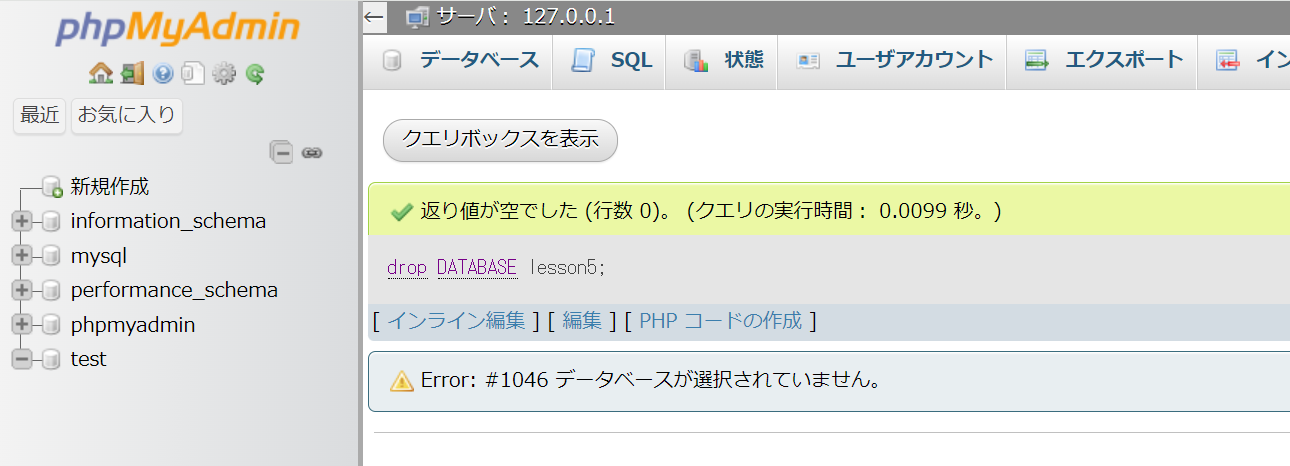 phpMyAdmin
最近 お気に入り
新規作成
information_schema
mysql
performance_schema
phpmyadmin
test
サーバ： 127.0.0.1
データベース SQL 状態 ユーザアカウント エクスポート イン
クエリボックスを表示
返り値が空でした (行数 0)。 (クエリの実行時間： 0.0099 秒。)
drop DATABASE lesson5;
[ インライン編集 ] [ 編集 ] [ PHP コードの作成 ]
Error: #1046 データベースが選択されていません。